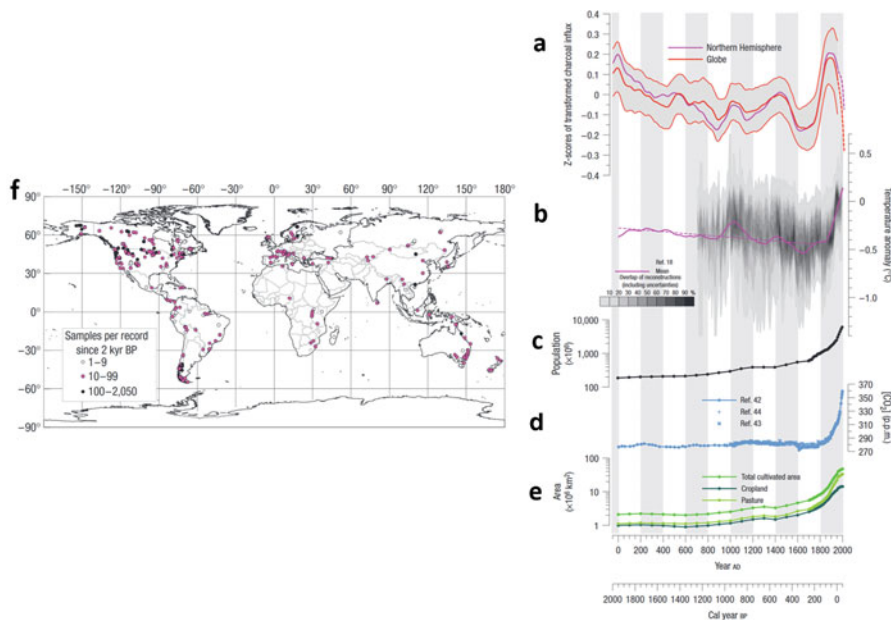 a
Z-scores of transformed charcoal influx
0.4
0.3
0.2
0.1
0
−0.1
−0.2
−0.3
−0.4
Northern Hemisphere
Globe
b
0.5
0
−0.5
−1.0
Temperature anomaly (°C)
Ref. 18
Mean
Overlap of reconstructions
(including uncertainties)
10 20 30 40 50 60 70 80 90 %
c
Population
(×10⁶)
10,000
1,000
100
d
Ref. 42
Ref. 44
Ref. 43
370
350
330
310
290
270
[CO₂] (p.p.m.)
e
Area
(×10⁶ km²)
100
10
1
Total cultivated area
Cropland
Pasture
0 200 400 600 800 1000 1200 1400 1600 1800 2000
Year AD
2000 1800 1600 1400 1200 1000 800 600 400 200 0
Cal year BP
f
−150° −120° −90° −60° −30° 0° 30° 60° 90° 120° 150° 180°
90°
60°
30°
0°
−30°
−60°
−90°
Samples per record
since 2 kyr BP
1–9
10–99
100–2,050